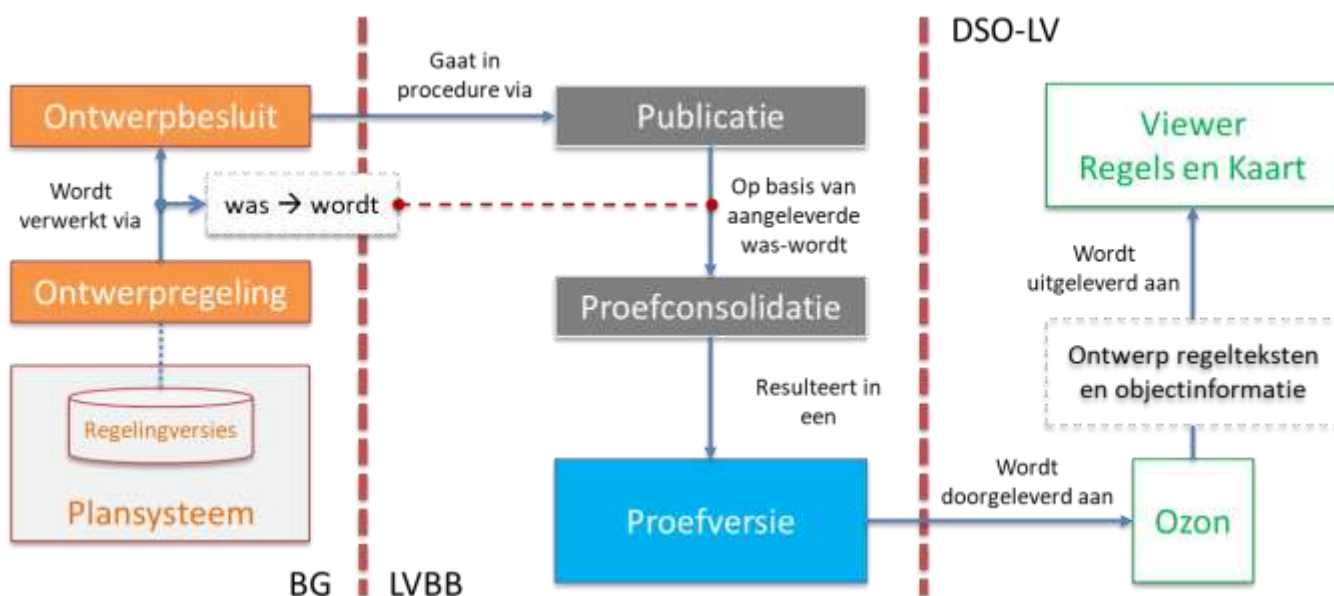 DSO-LV
Gaat in
procedure via
Ontwerpbesluit
Publicatie
Viewer
Regels en Kaart
Wordt
verwerkt via
was → wordt
Op basis van
aangeleverde
was-wordt
Wordt
uitgeleverd aan
Ontwerpregeling
Proefconsolidatie
Ontwerp regelteksten
en objectinformatie
Resulteert in
een
Regelingversies
Plansysteem
Proefversie
Wordt
doorgeleverd aan
Ozon
BG
LVBB